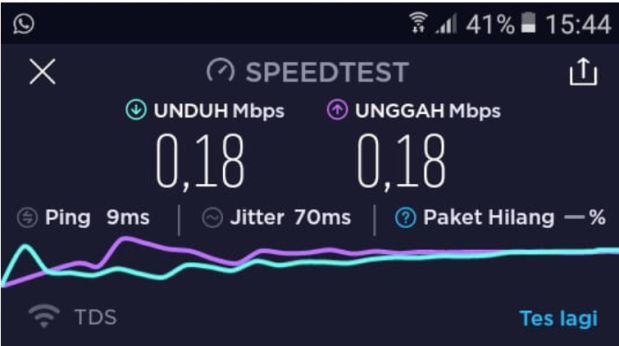 41% 15:44
SPEEDTEST
UNDUH Mbps UNGGAH Mbps
0,18 0,18
Ping 9ms Jitter 70ms ? Paket Hilang — %
TDS Tes lagi